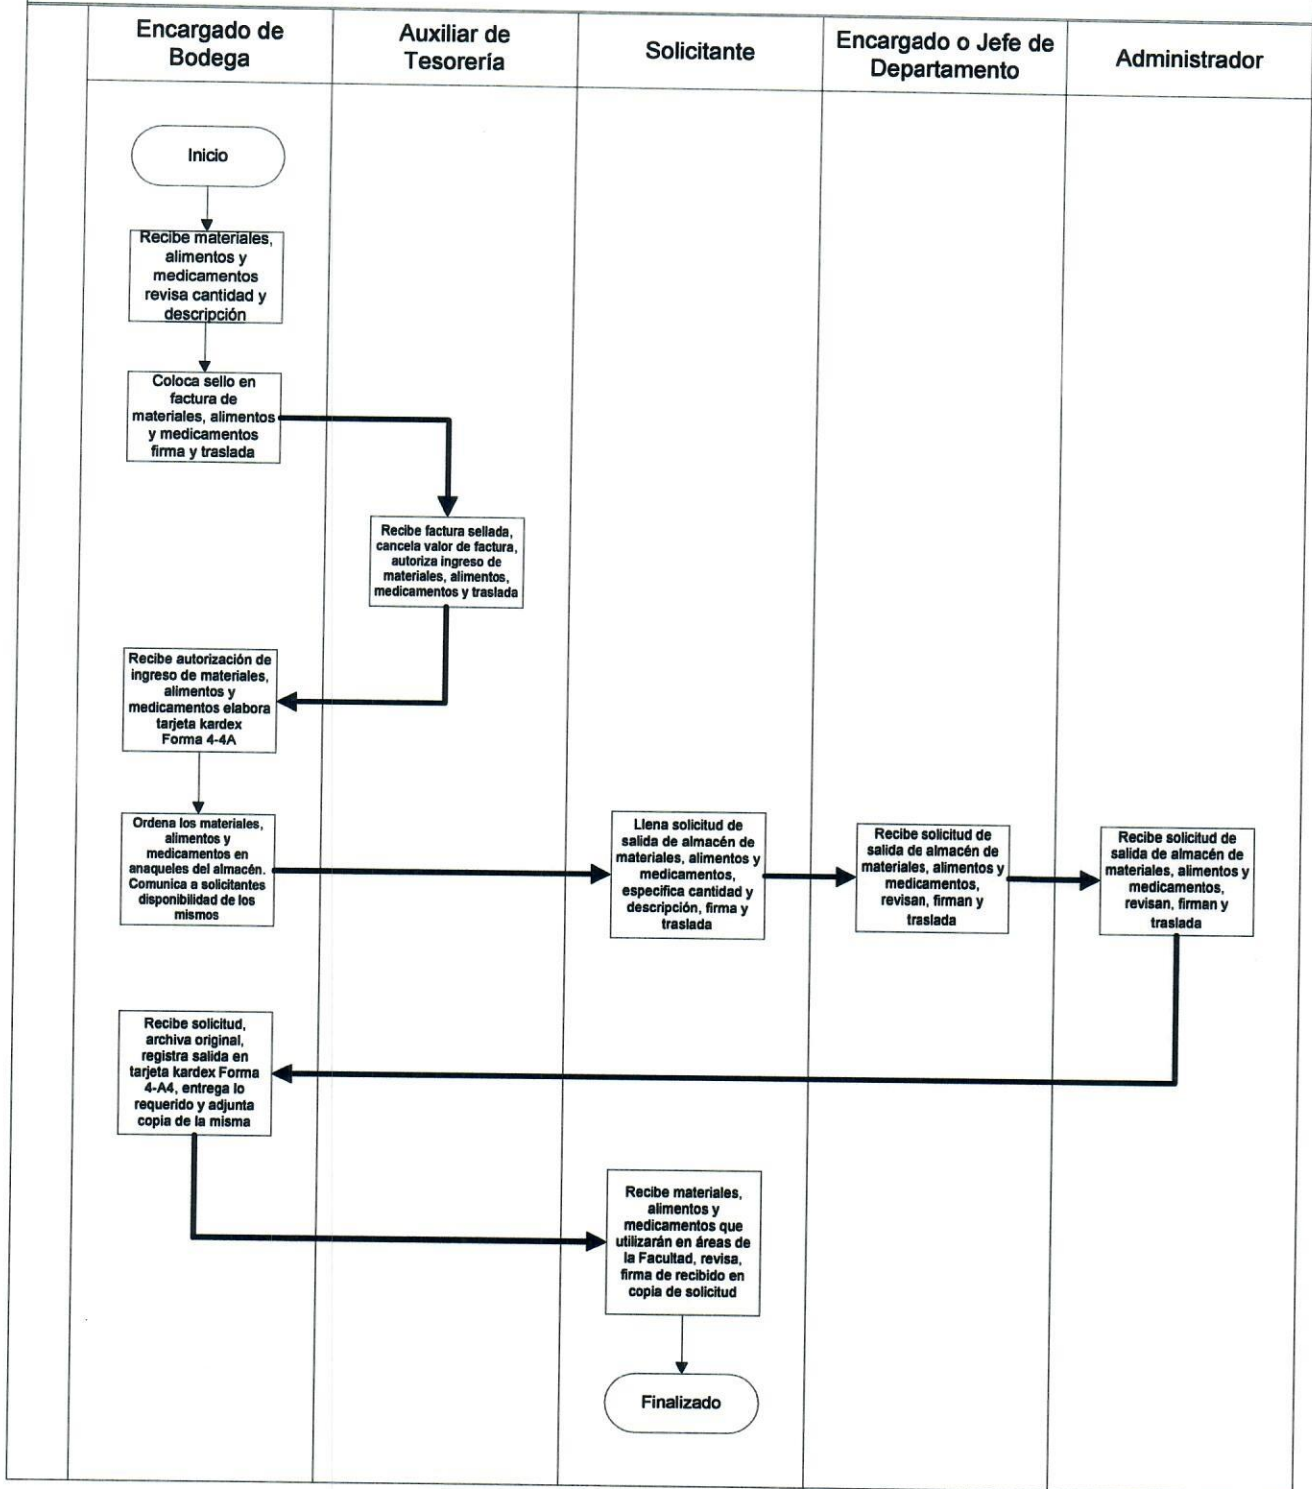 Encargado de
Bodega
Auxiliar de
Tesorería
Solicitante
Encargado o Jefe de
Departamento
Administrador
Inicio
Recibe materiales,
alimentos y
medicamentos
revisa cantidad y
descripción
Coloca sello en
factura de
materiales, alimentos
y medicamentos
firma y traslada
Recibe factura sellada,
cancela valor de factura,
autoriza ingreso de
materiales, alimentos,
medicamentos y traslada
Recibe autorización de
ingreso de materiales,
alimentos y
medicamentos elabora
tarjeta kardex
Forma 4-4A
Ordena los materiales,
alimentos y
medicamentos en
anaqueles del almacén.
Comunica a solicitantes
disponibilidad de los
mismos
Llena solicitud de
salida de almacén de
materiales, alimentos y
medicamentos,
especifica cantidad y
descripción, firma y
traslada
Recibe solicitud de
salida de almacén de
materiales, alimentos y
medicamentos,
revisan, firman y
traslada
Recibe solicitud de
salida de almacén de
materiales, alimentos y
medicamentos,
revisan, firman y
traslada
Recibe solicitud,
archiva original,
registra salida en
tarjeta kardex Forma
4-A4, entrega lo
requerido y adjunta
copia de la misma
Recibe materiales,
alimentos y
medicamentos que
utilizarán en áreas de
la Facultad, revisa,
firma de recibido en
copia de solicitud
Finalizado